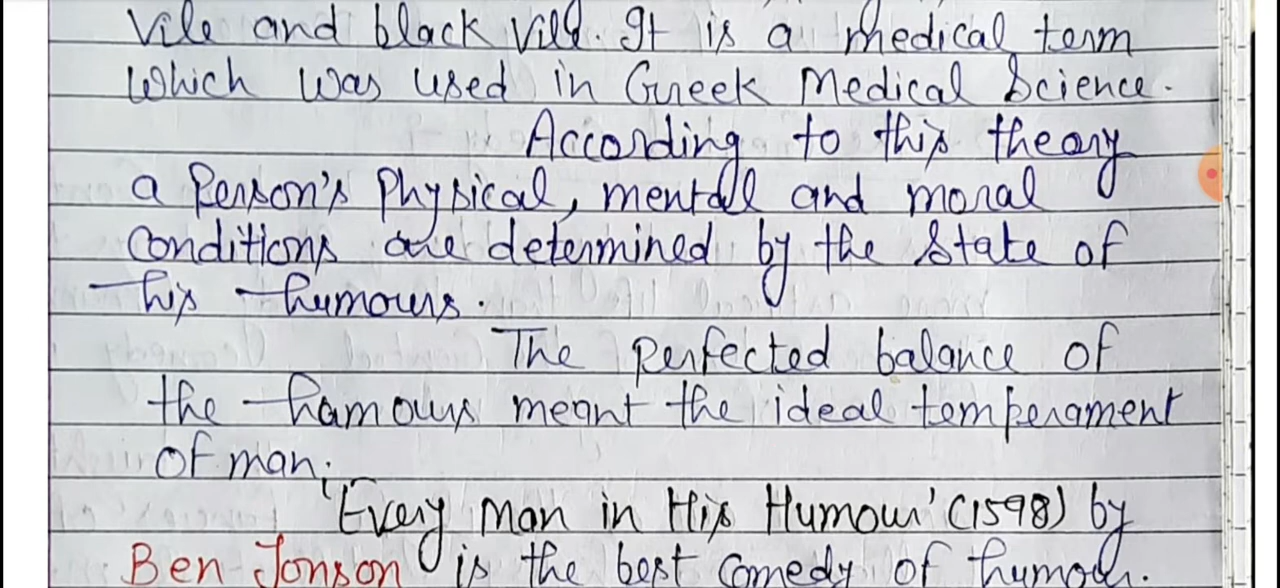 Vile and black Vile. It is a medical term
which was used in Greek Medical Science.
According to this theory
a Person's Physical, mental and moral
conditions are determined by the State of
his humours.
The perfected balance of
the hamours meant the ideal temperament
of man.
'Every Man in His Humour' (1598) by
Ben Jonson is the best comedy of humour.